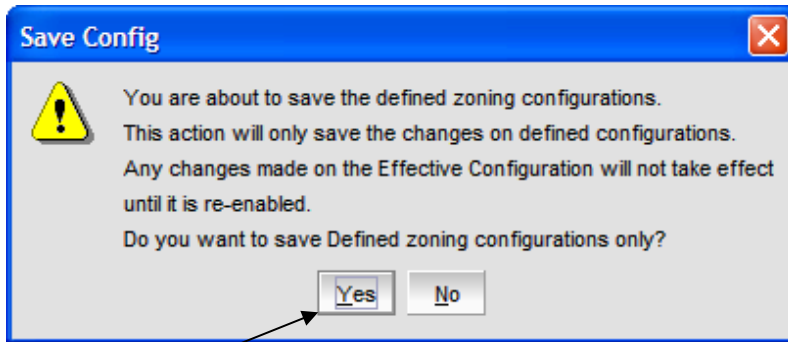 Save Config
You are about to save the defined zoning configurations.
This action will only save the changes on defined configurations.
Any changes made on the Effective Configuration will not take effect
until it is re-enabled.
Do you want to save Defined zoning configurations only?
Yes No